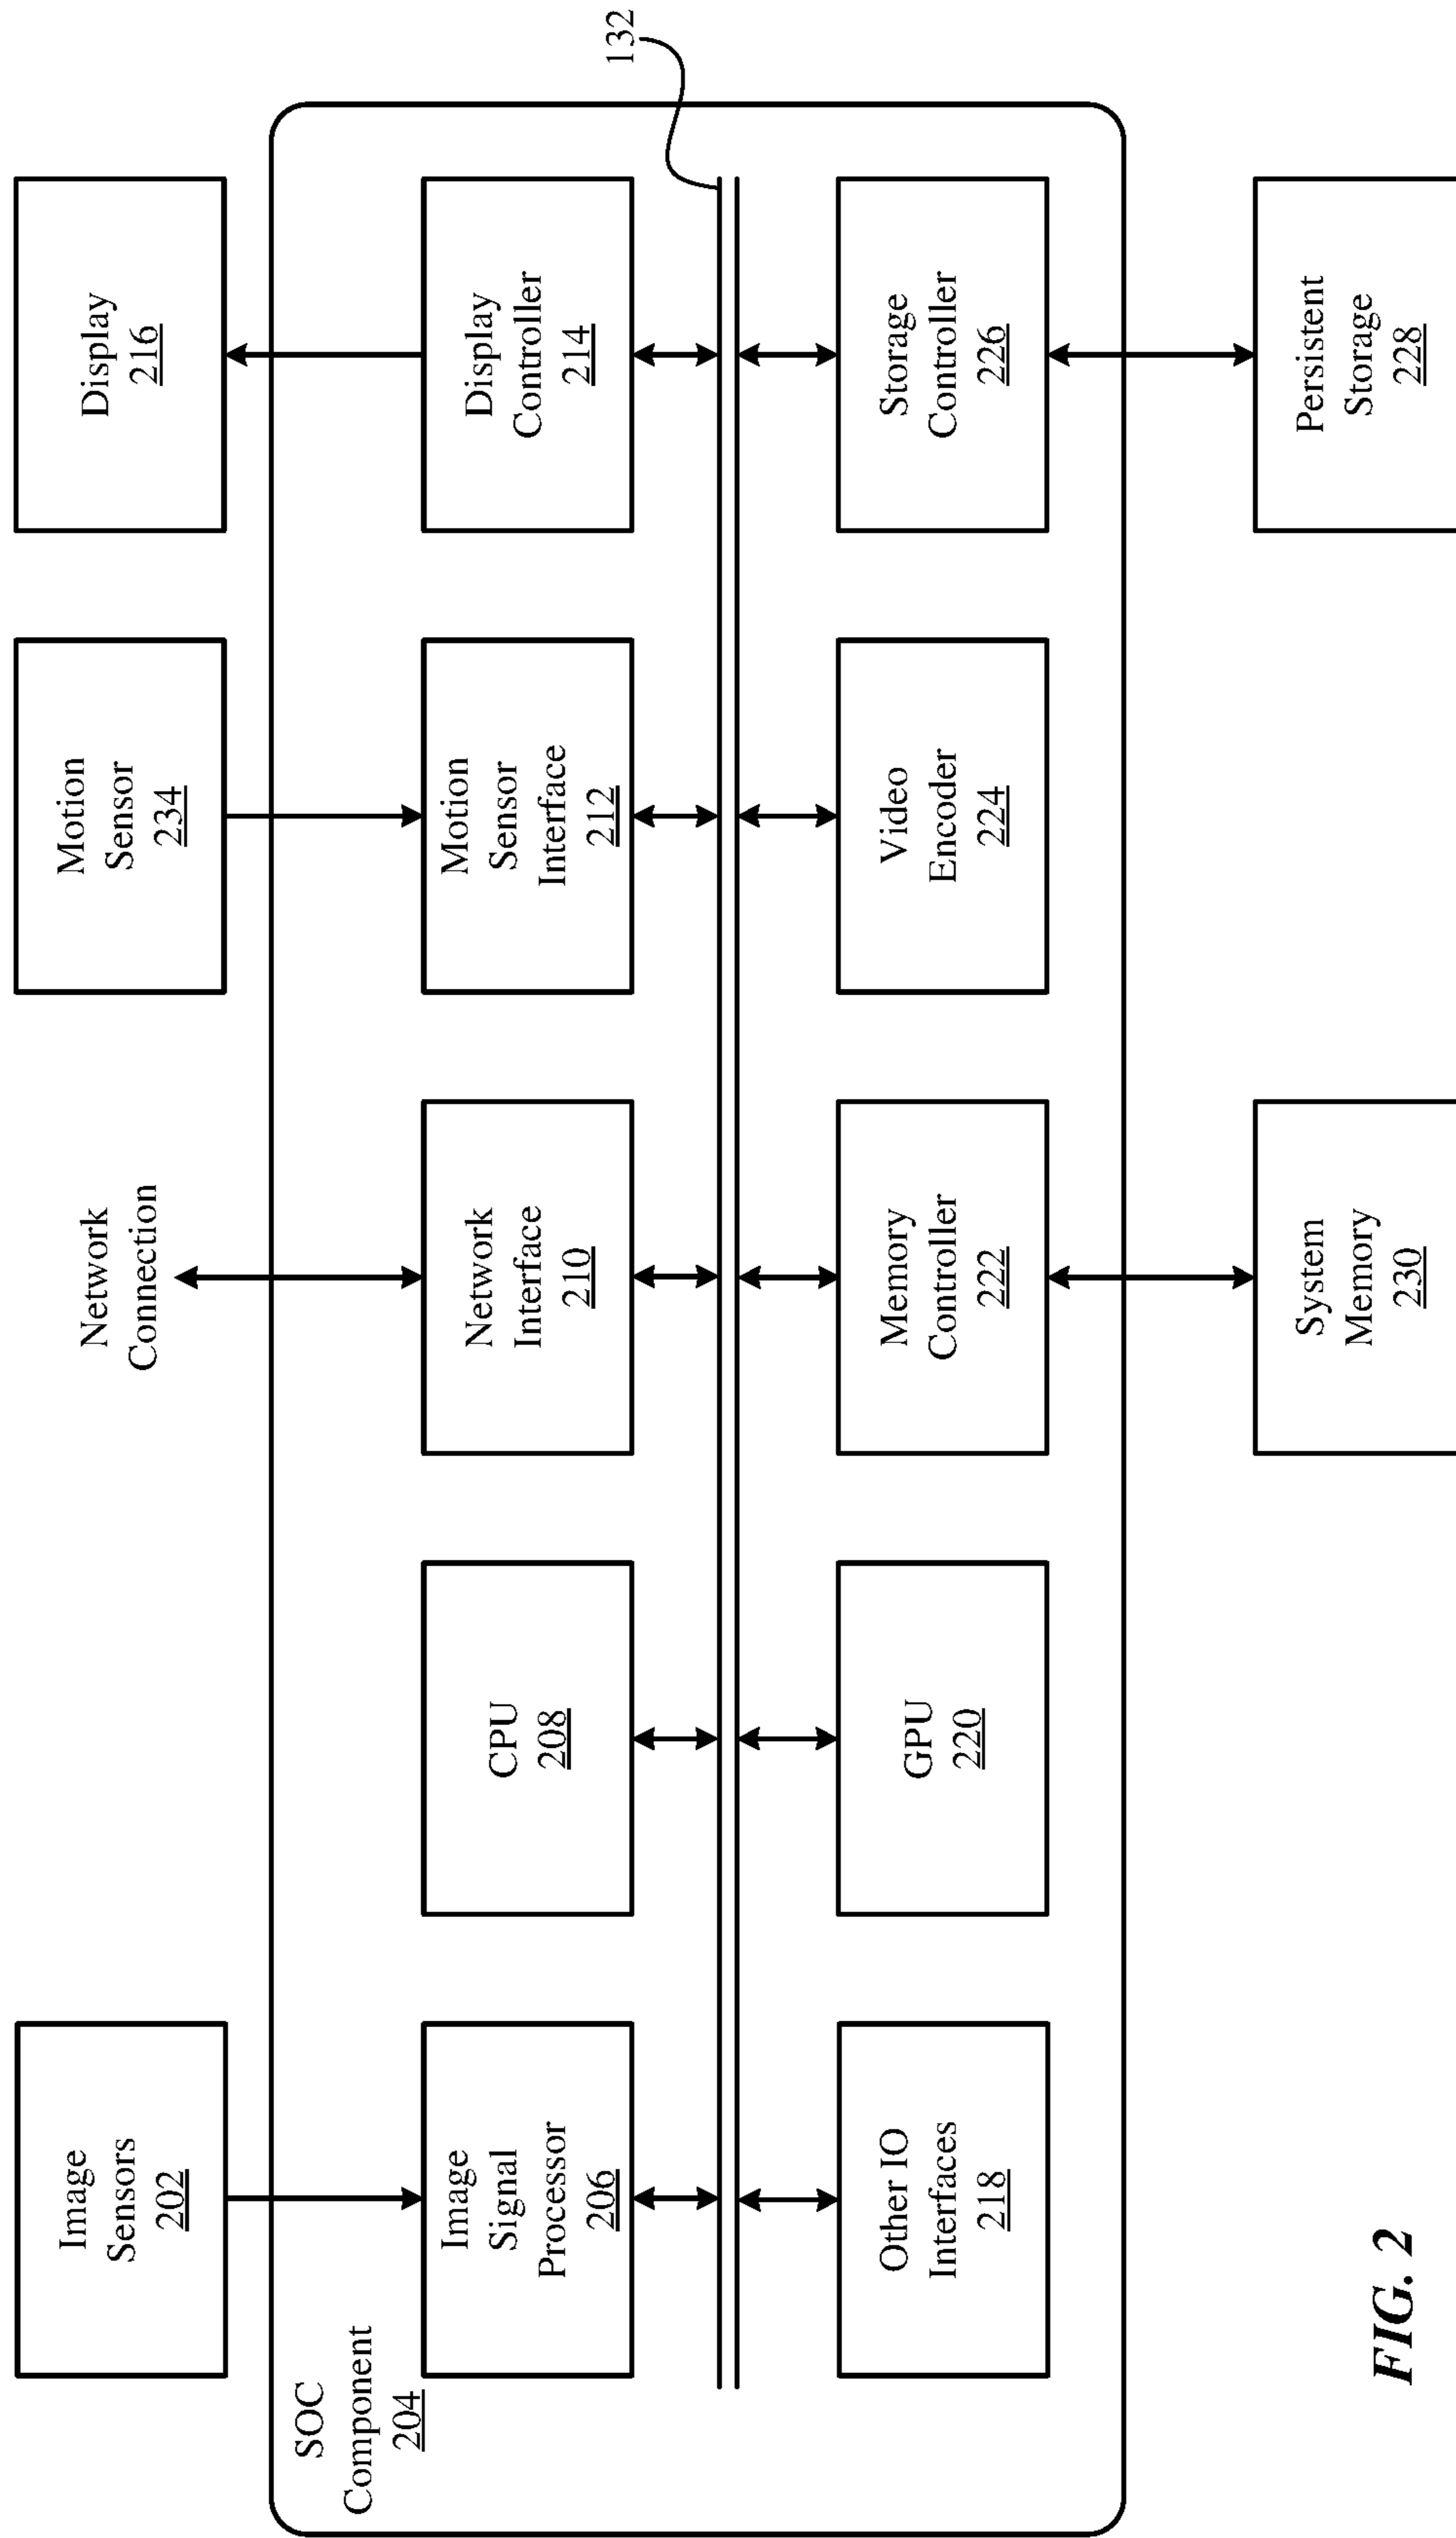 Image
Sensors
202
Network
Connection
Motion
Sensor
234
Display
216
SOC
Component
204
Image
Signal
Processor
206
CPU
208
Network
Interface
210
Motion
Sensor
Interface
212
Display
Controller
214
132
Other IO
Interfaces
218
GPU
220
Memory
Controller
222
Video
Encoder
224
Storage
Controller
226
System
Memory
230
Persistent
Storage
228
FIG. 2